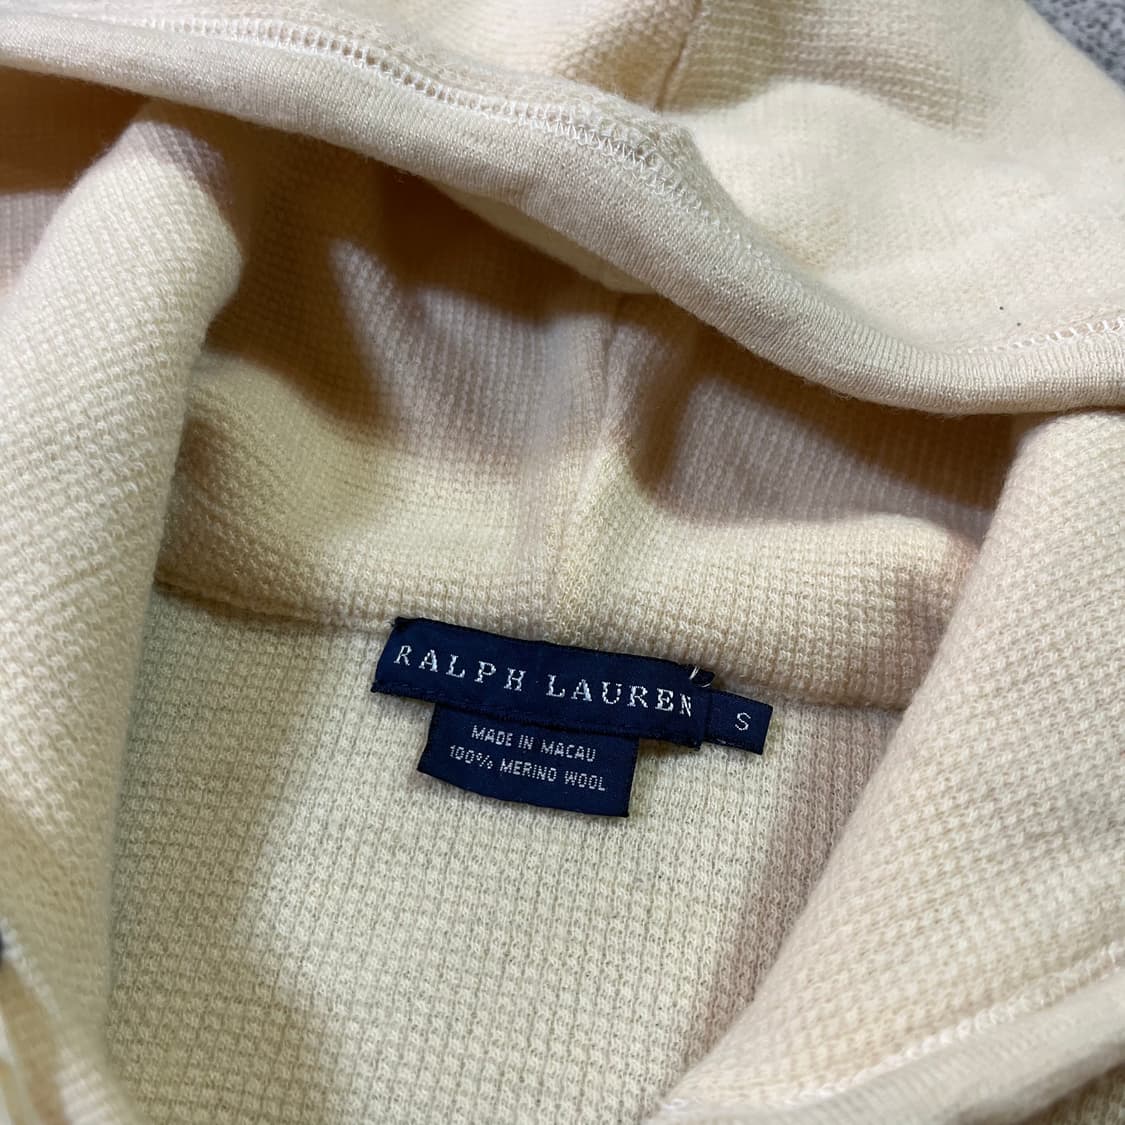 RALPH LAUREN
S
MADE IN MACAU
100% MERINO WOOL